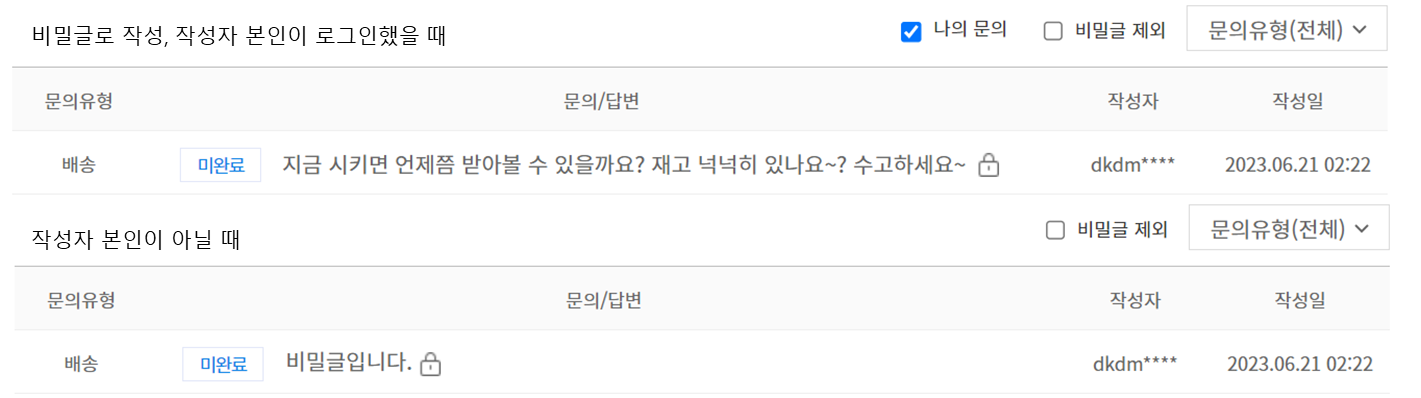 비밀글로 작성, 작성자 본인이 로그인했을 때 나의 문의 비밀글 제외 문의유형(전체)
문의유형 문의/답변 작성자 작성일
배송 미완료 지금 시키면 언제쯤 받아볼 수 있을까요? 재고 넉넉히 있나요~? 수고하세요~ dkdm**** 2023.06.21 02:22
작성자 본인이 아닐 때 비밀글 제외 문의유형(전체)
문의유형 문의/답변 작성자 작성일
배송 미완료 비밀글입니다. dkdm**** 2023.06.21 02:22